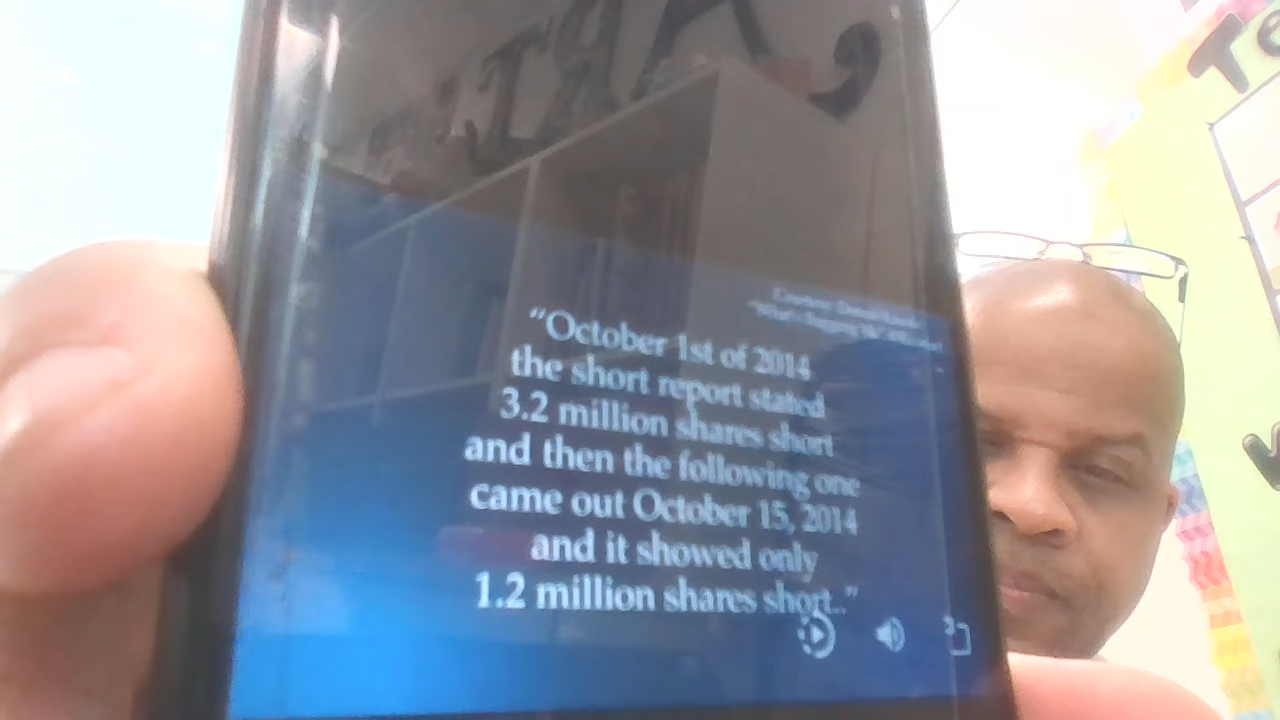 “October 1st of 2014
the short report stated
3.2 million shares short
and then the following one
came out October 15, 2014
and it showed only
1.2 million shares short..”
Te